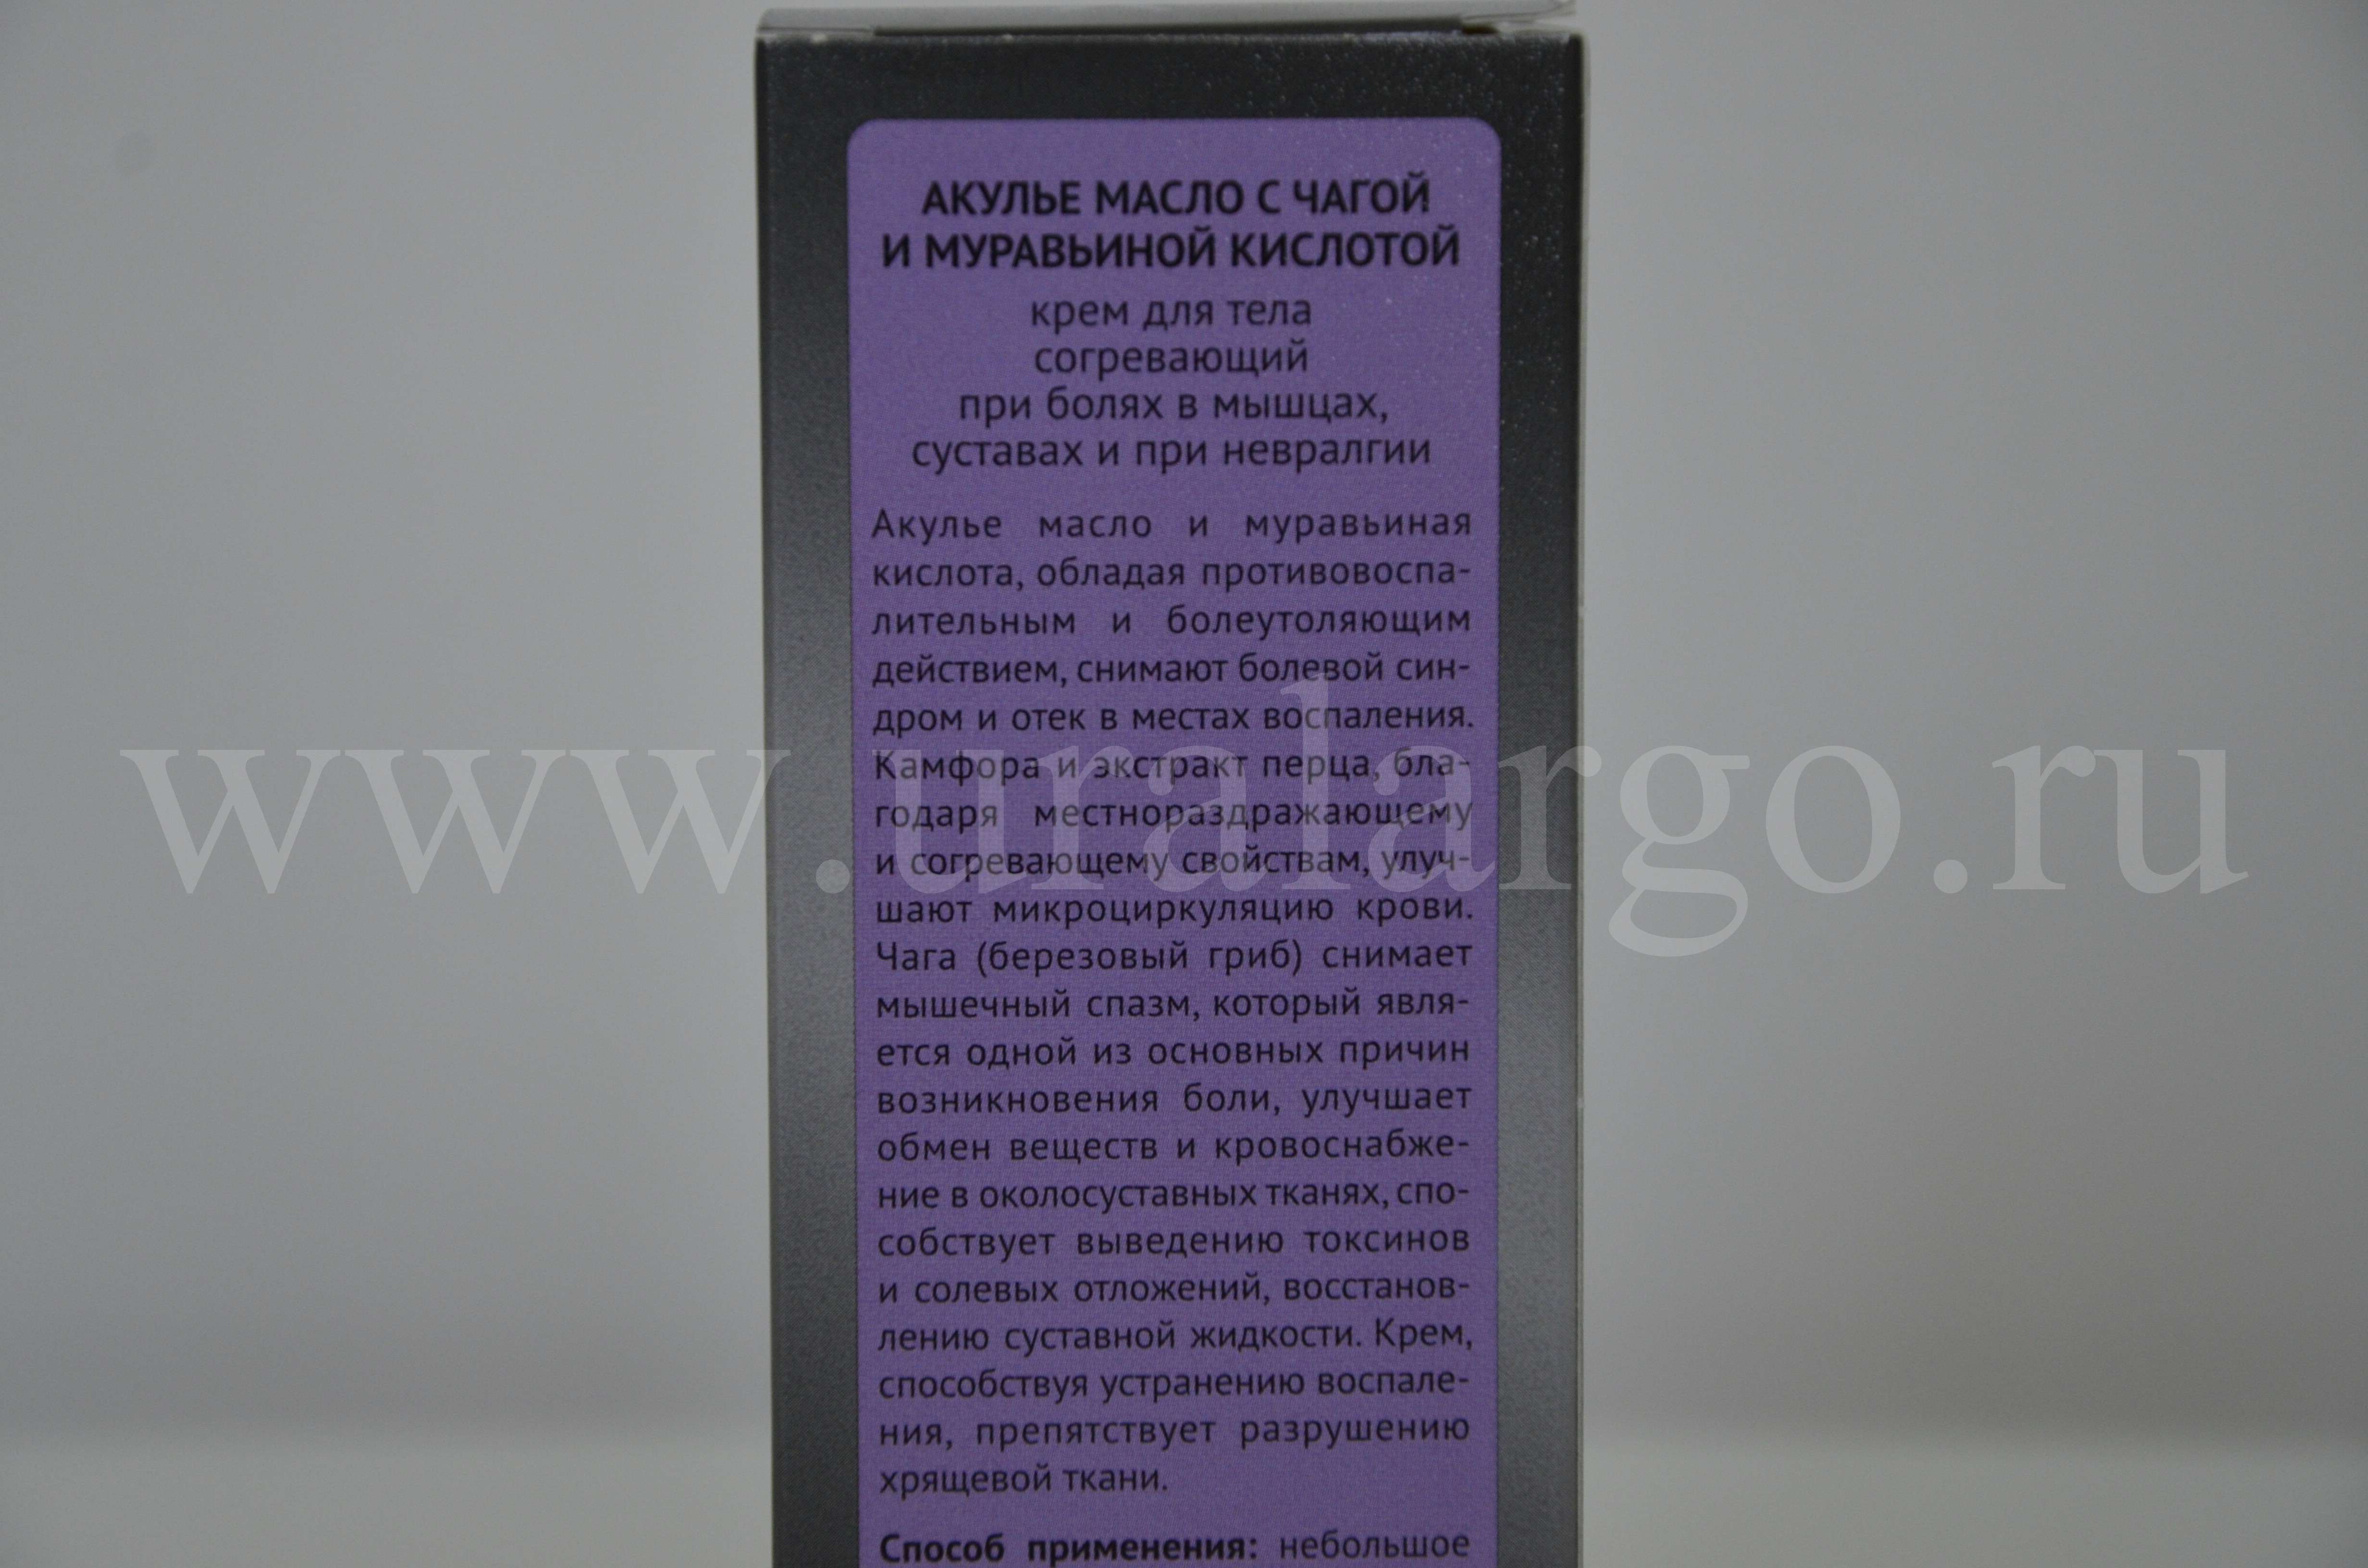 АКУЛЬЕ МАСЛО С ЧАГОЙ
И МУРАВЬИНОЙ КИСЛОТОЙ
крем для тела
согревающий
при болях в мышцах,
суставах и при невралгии
Акулье масло и муравьиная
кислота, обладая противовоспа-
лительным и болеутоляющим
действием, снимают болевой син-
дром и отек в местах воспаления.
Камфора и экстракт перца, бла-
годаря местнораздражающему
и согревающему свойствам, улуч-
шают микроциркуляцию крови.
Чага (березовый гриб) снимает
мышечный спазм, который явля-
ется одной из основных причин
возникновения боли, улучшает
обмен веществ и кровоснабже-
ние в околосуставных тканях, спо-
собствует выведению токсинов
и солевых отложений, восстанов-
лению суставной жидкости. Крем,
способствуя устранению воспале-
ния, препятствует разрушению
хрящевой ткани.
Способ применения: небольшое
www.uralargo.ru